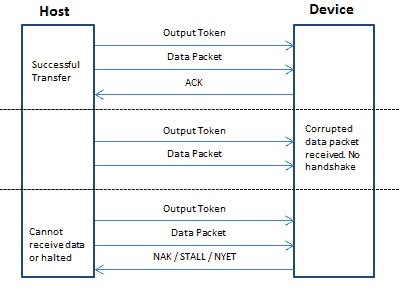 Host
Device
Output Token
Successful
Transfer
Data Packet
ACK
Output Token
Corrupted
data packet
received. No
handshake
Data Packet
Output Token
Cannot
receive data
or halted
Data Packet
NAK / STALL / NYET